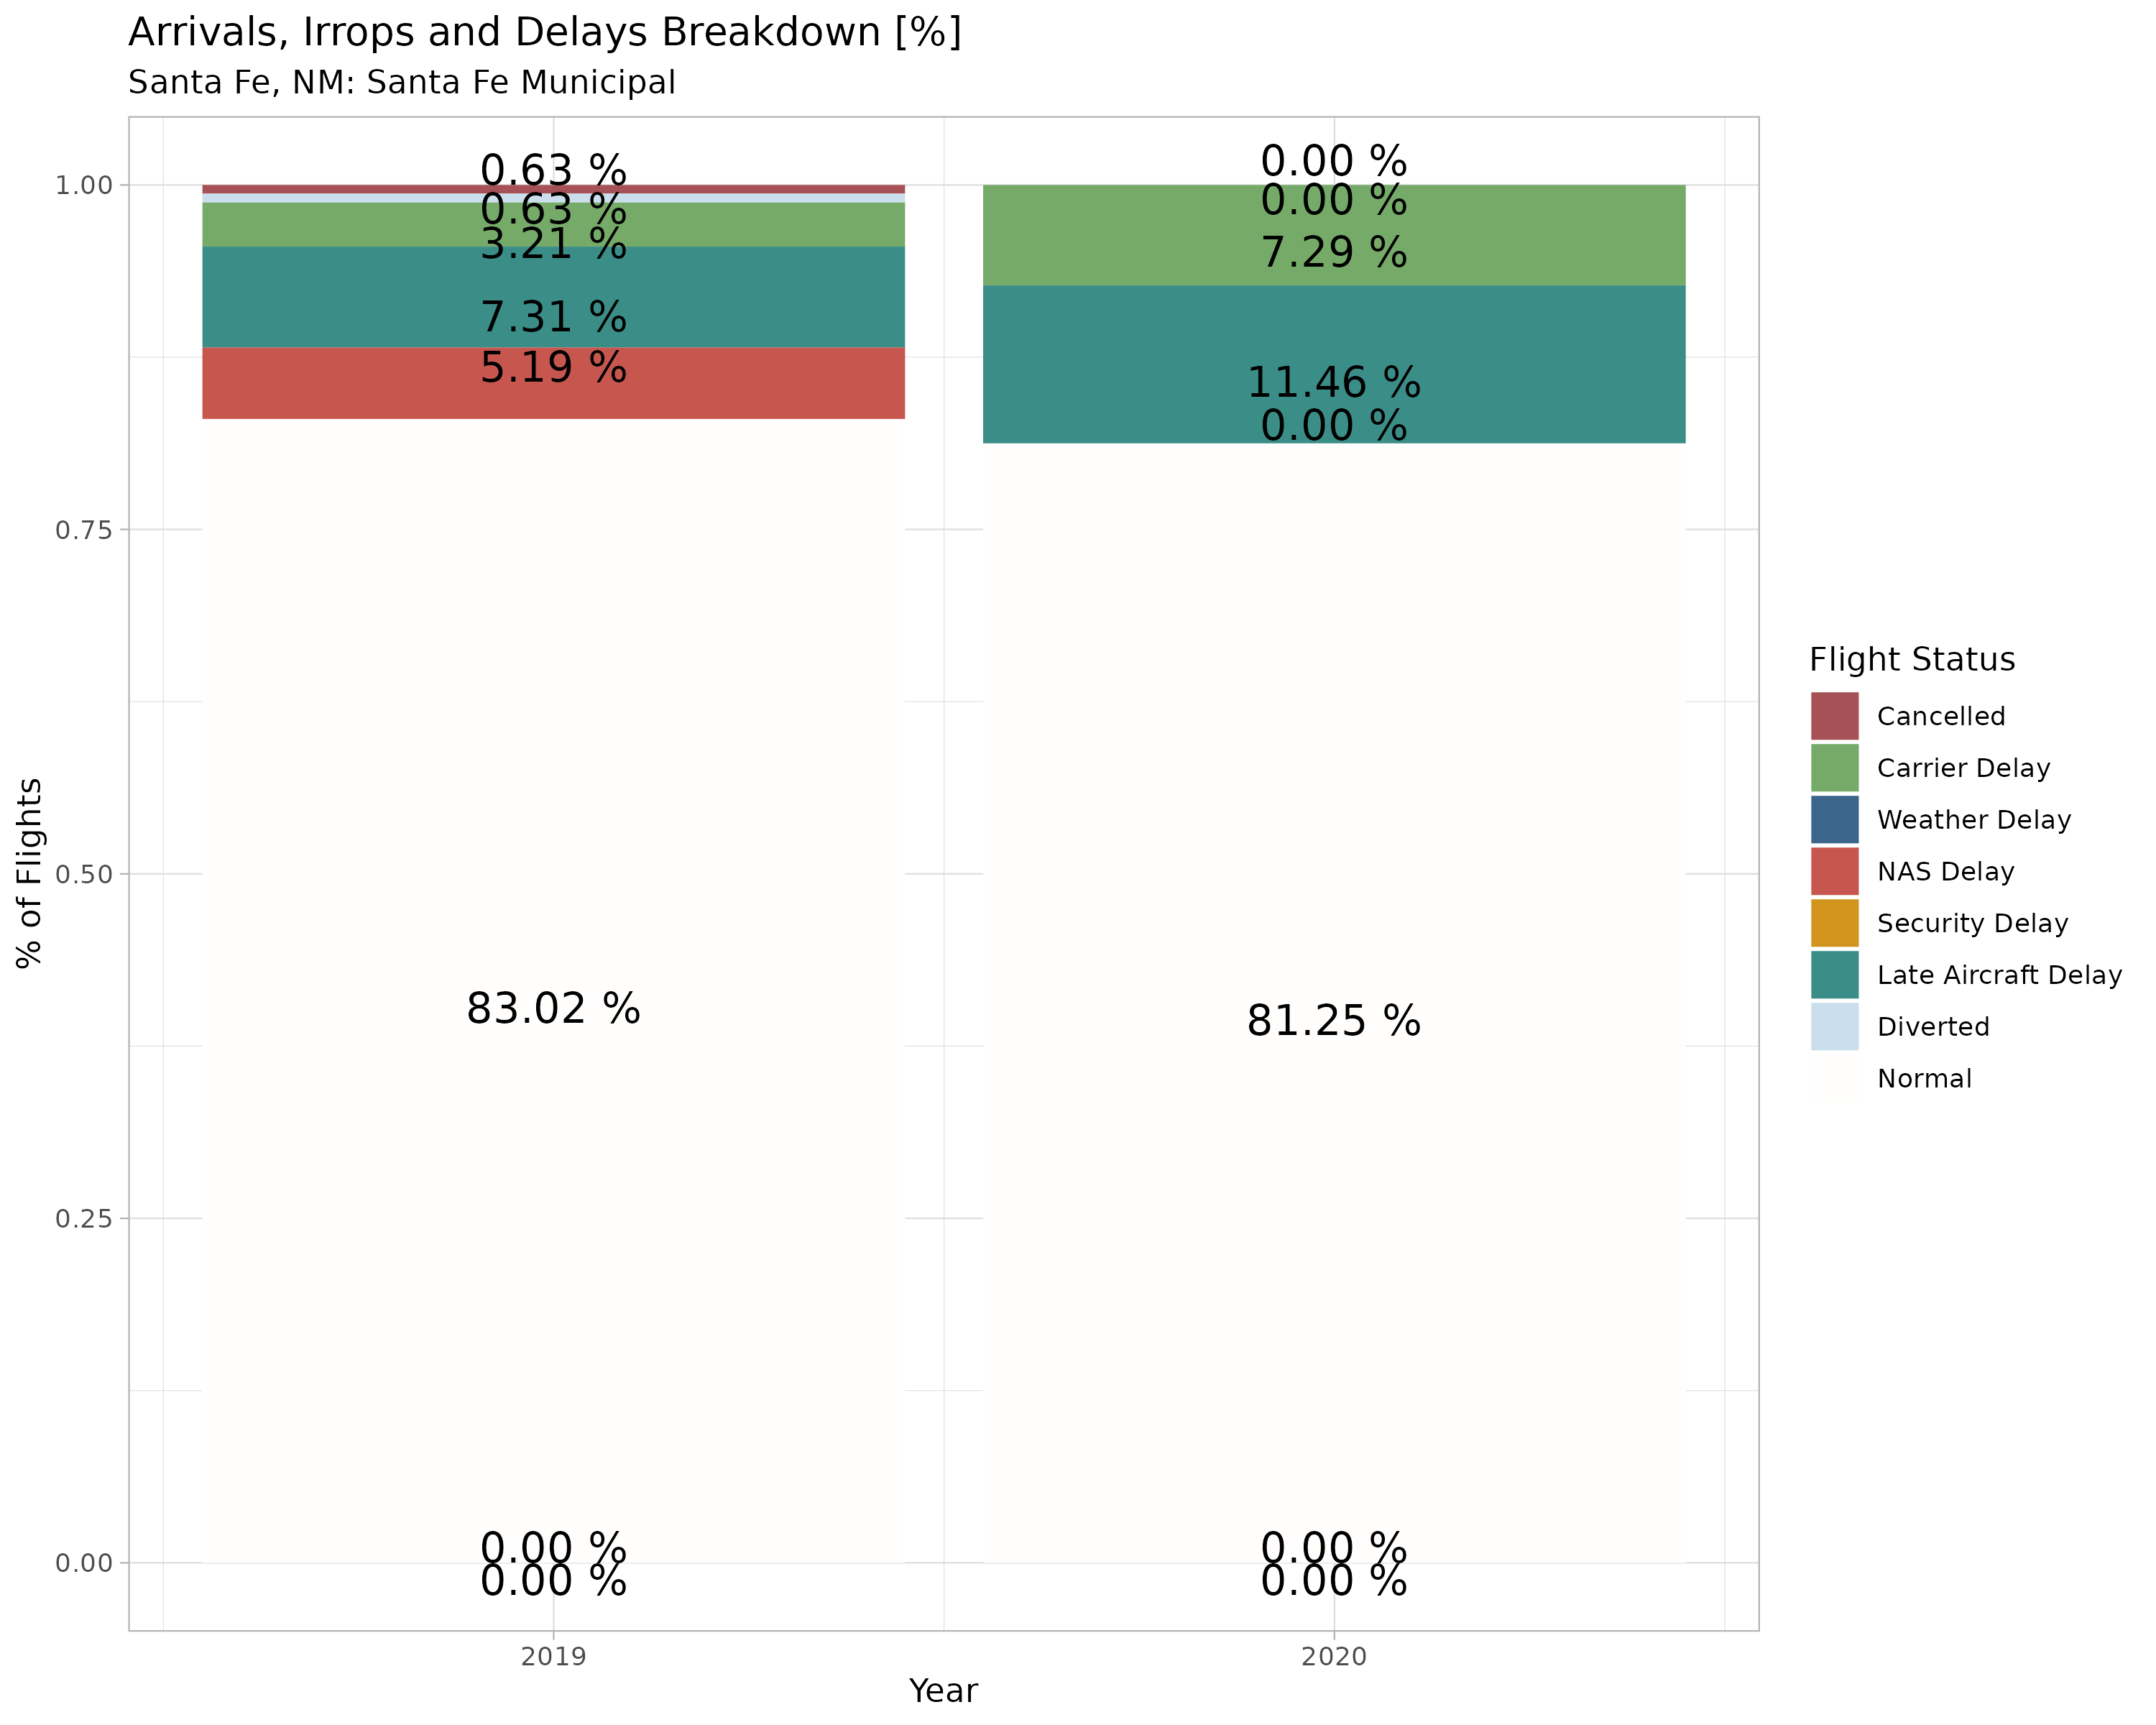 Arrivals, Irrops and Delays Breakdown [%]
Santa Fe, NM: Santa Fe Municipal
% of Flights
1.00
0.75
0.50
0.25
0.00
0.63 %
0.63 %
3.21 %
7.31 %
5.19 %
83.02 %
0.00 %
0.00 %
0.00 %
0.00 %
7.29 %
11.46 %
0.00 %
81.25 %
0.00 %
0.00 %
2019
2020
Year
Flight Status
Cancelled
Carrier Delay
Weather Delay
NAS Delay
Security Delay
Late Aircraft Delay
Diverted
Normal